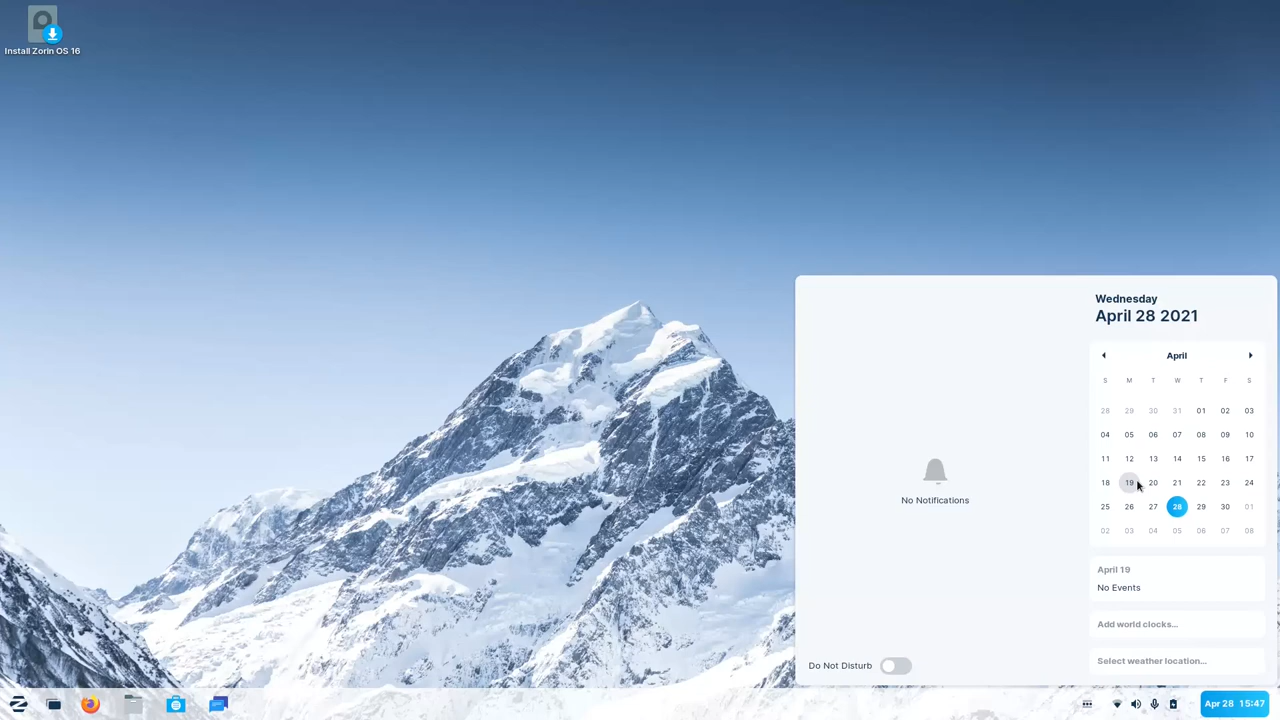 Install Zorin OS 16
Wednesday
April 28 2021
April
S M T W T F S
28 29 30 31 01 02 03
04 05 06 07 08 09 10
11 12 13 14 15 16 17
18 19 20 21 22 23 24
25 26 27 28 29 30 01
02 03 04 05 06 07 08
No Notifications
April 19
No Events
Add world clocks...
Select weather location...
Do Not Disturb
Apr 28 15:47